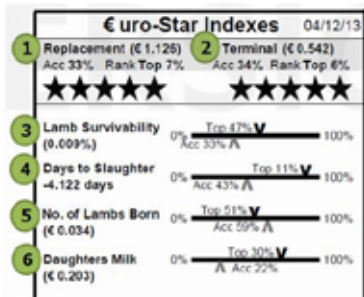 €uro-Star Indexes 04/12/13
1 Replacement (€1.126) 2 Terminal (€0.542)
Acc 33% Rank Top 7% Acc 34% Rank Top 6%
3 Lamb Survivability (0.009%) 0% Top 47% Acc 33% 100%
4 Days to Slaughter -4.122 days 0% Top 11% Acc 43% 100%
5 No. of Lambs Born (€0.034) 0% Top 51% Acc 59% 100%
6 Daughters Milk (€0.203) 0% Top 30% Acc 22% 100%